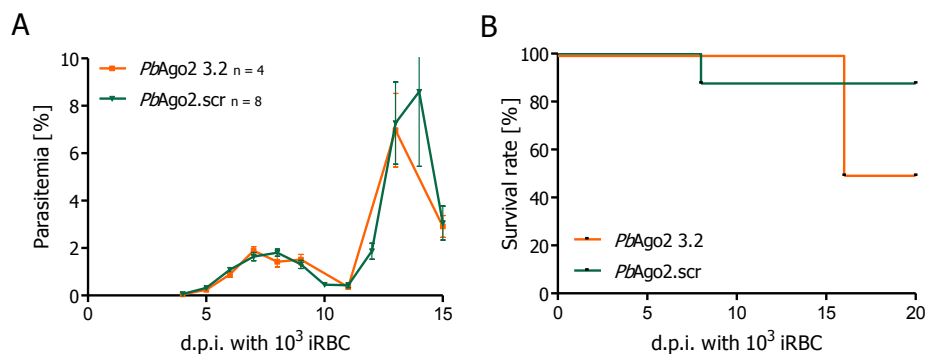 A
PbAgo2 3.2 n = 4
PbAgo2.scr n = 8
Parasitemia [%]
10
8
6
4
2
0
0 5 10 15
d.p.i. with 10³ iRBC
B
Survival rate [%]
100
80
60
40
20
0
PbAgo2 3.2
PbAgo2.scr
0 5 10 15 20
d.p.i. with 10³ iRBC